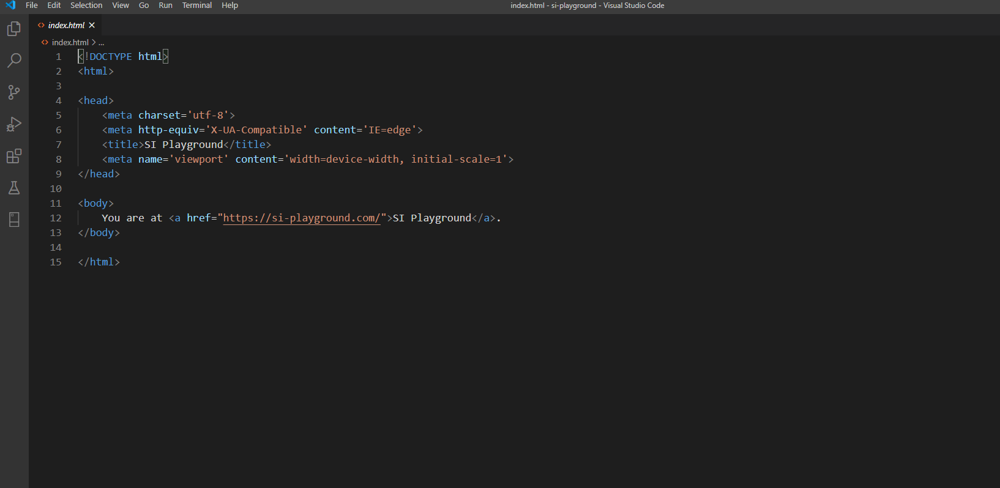 File Edit Selection View Go Run Terminal Help index.html - si-playground - Visual Studio Code
index.html
index.html > ...
1 <!DOCTYPE html>
2 <html>
3
4 <head>
5     <meta charset='utf-8'>
6     <meta http-equiv='X-UA-Compatible' content='IE=edge'>
7     <title>SI Playground</title>
8     <meta name='viewport' content='width=device-width, initial-scale=1'>
9 </head>
10
11 <body>
12     You are at <a href="https://si-playground.com/">SI Playground</a>.
13 </body>
14
15 </html>